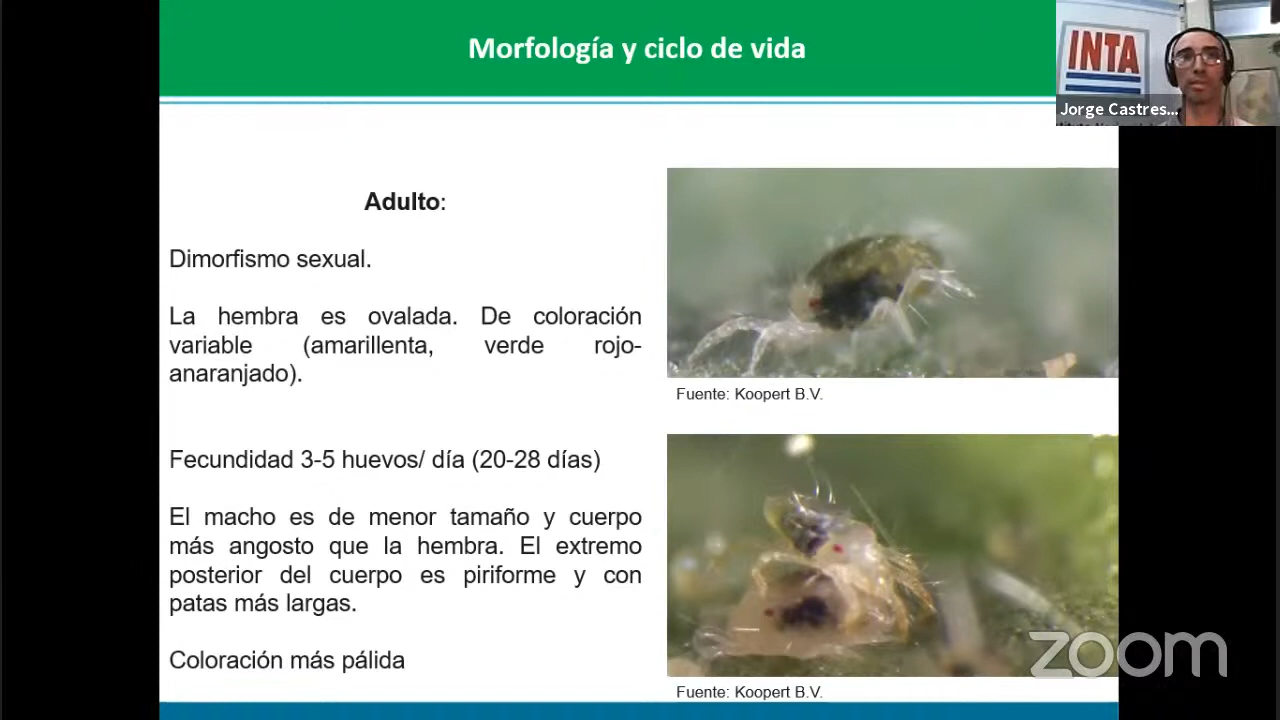 Morfología y ciclo de vida
INTA
Jorge Castres...
Adulto:
Dimorfismo sexual.
La hembra es ovalada. De coloración
variable (amarillenta, verde rojo-
anaranjado).
Fuente: Koopert B.V.
Fecundidad 3-5 huevos/ día (20-28 días)
El macho es de menor tamaño y cuerpo
más angosto que la hembra. El extremo
posterior del cuerpo es piriforme y con
patas más largas.
Coloración más pálida
zoom
Fuente: Koopert B.V.